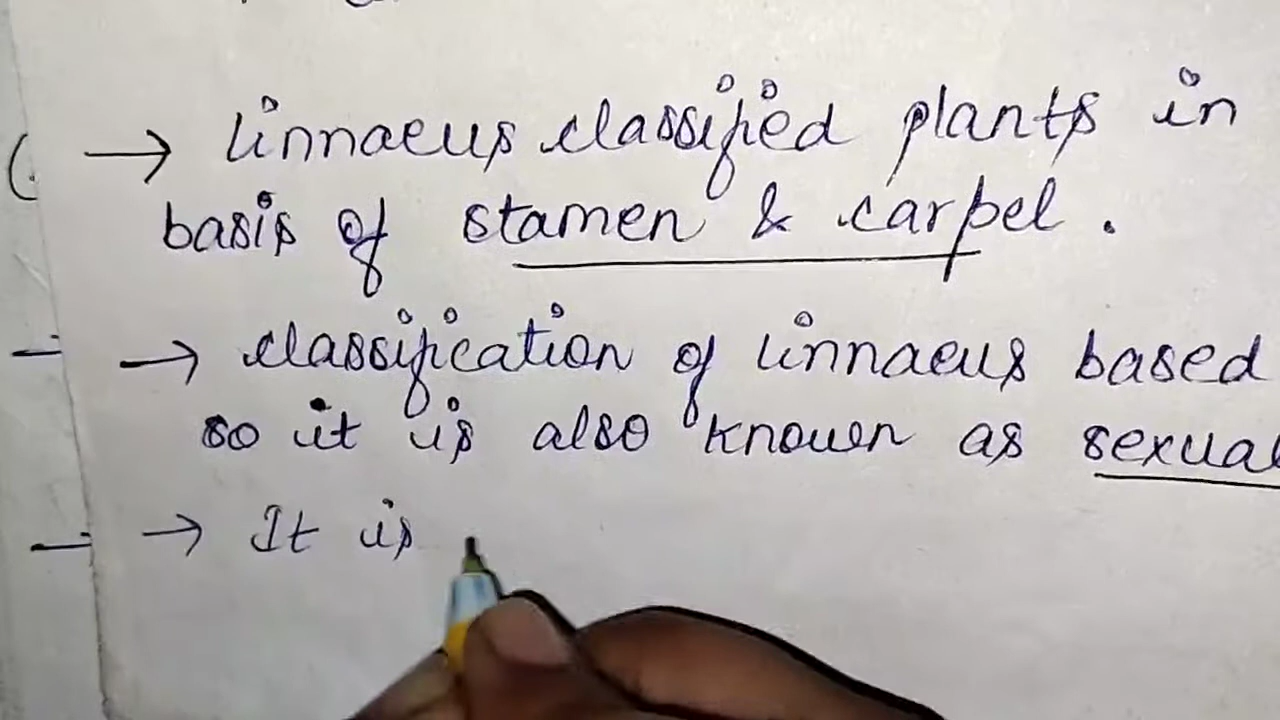 → Linnaeus classified plants in
basis of stamen & carpel.
→ classification of Linnaeus based
so it is also known as sexual
→ It is